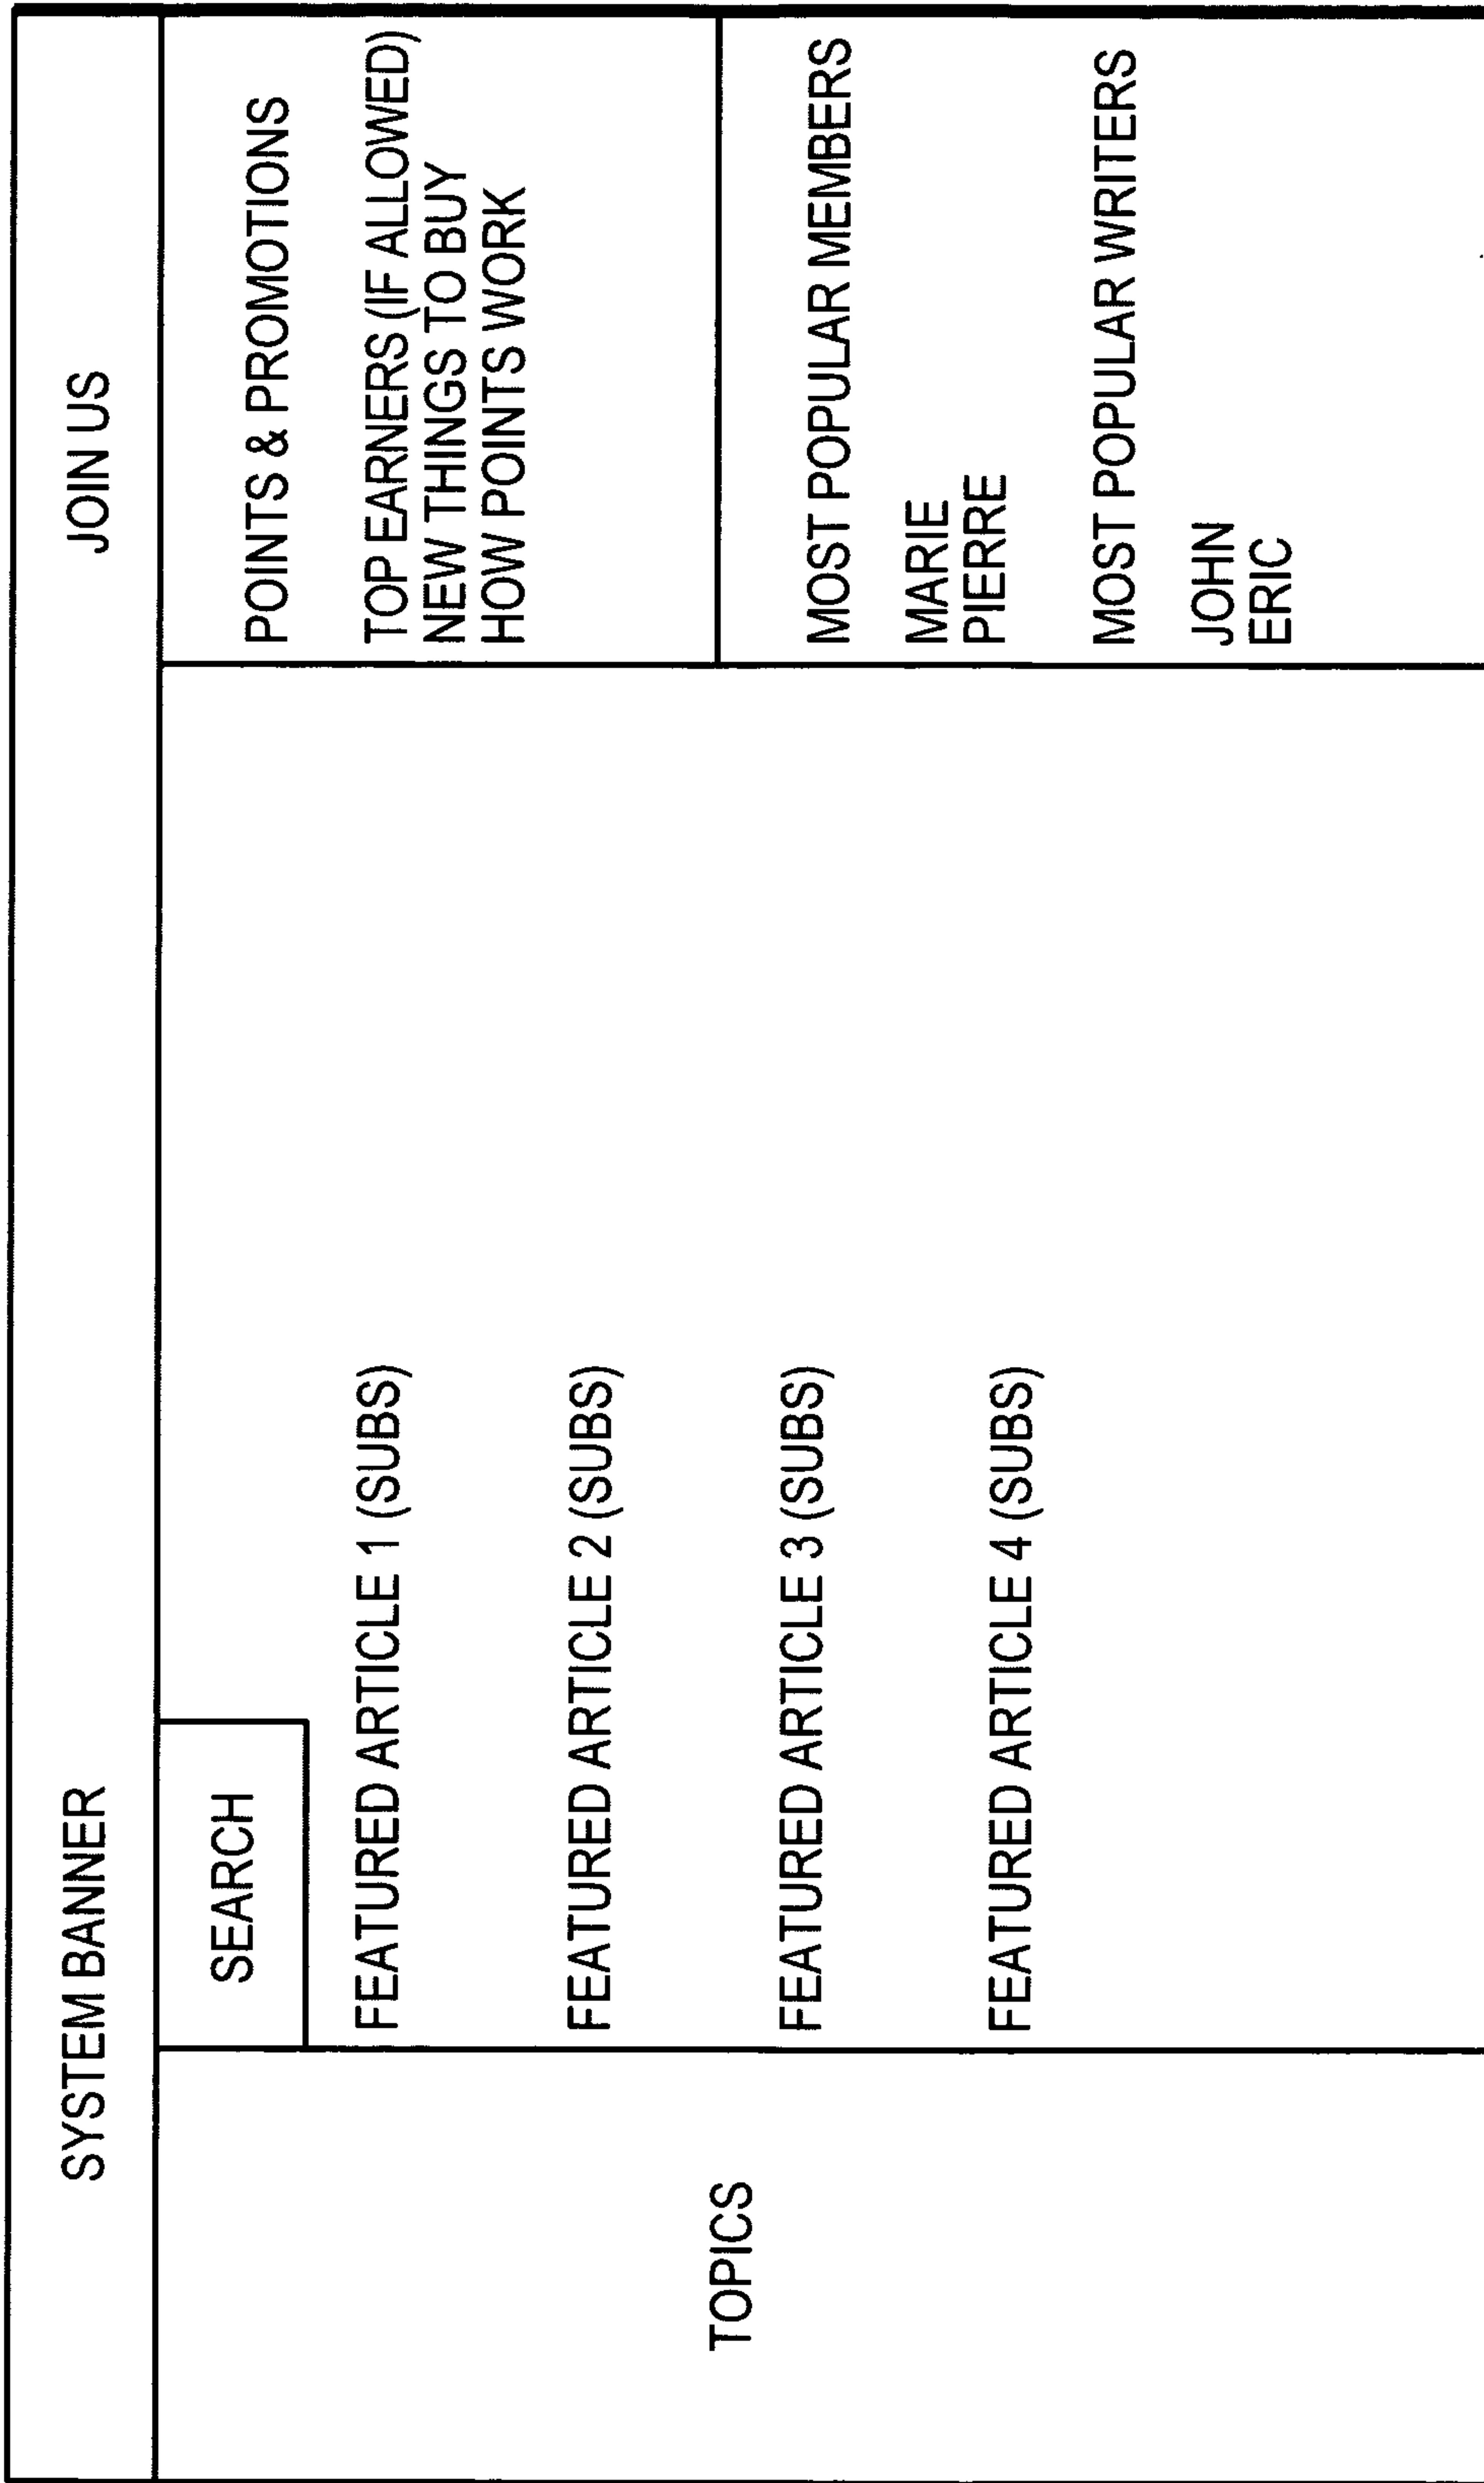 SYSTEM BANNER
JOIN US
TOPICS
SEARCH
FEATURED ARTICLE 1 (SUBS)
FEATURED ARTICLE 2 (SUBS)
FEATURED ARTICLE 3 (SUBS)
FEATURED ARTICLE 4 (SUBS)
POINTS & PROMOTIONS
TOP EARNERS (IF ALLOWED)
NEW THINGS TO BUY
HOW POINTS WORK
MOST POPULAR MEMBERS
MARIE
PIERRE
MOST POPULAR WRITERS
JOHN
ERIC